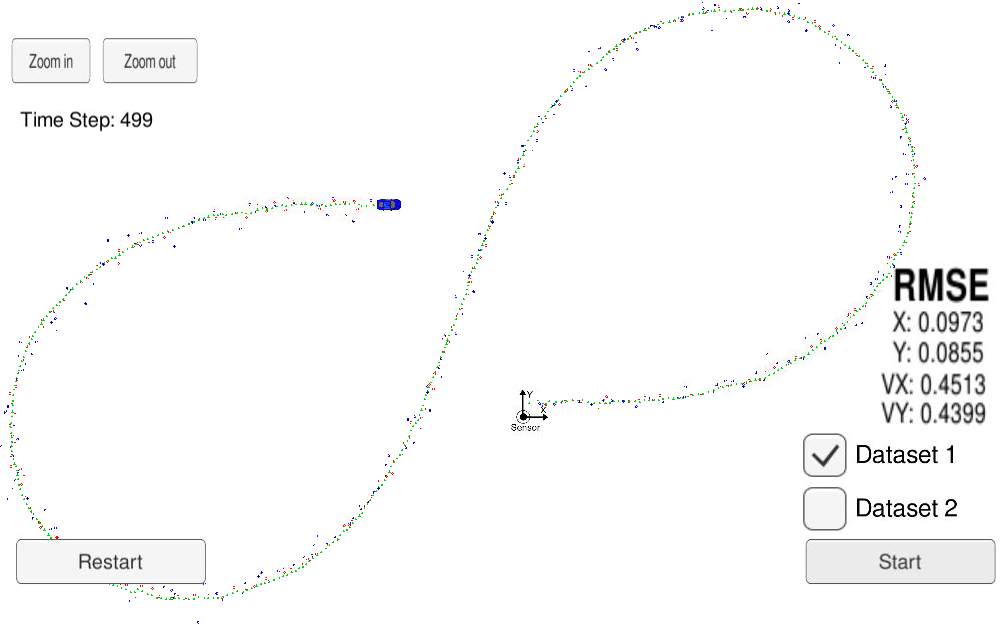 Zoom in
Zoom out
Time Step: 499
RMSE
X: 0.0973
Y: 0.0855
VX: 0.4513
VY: 0.4399
Y
X
Sensor
Dataset 1
Dataset 2
Restart
Start